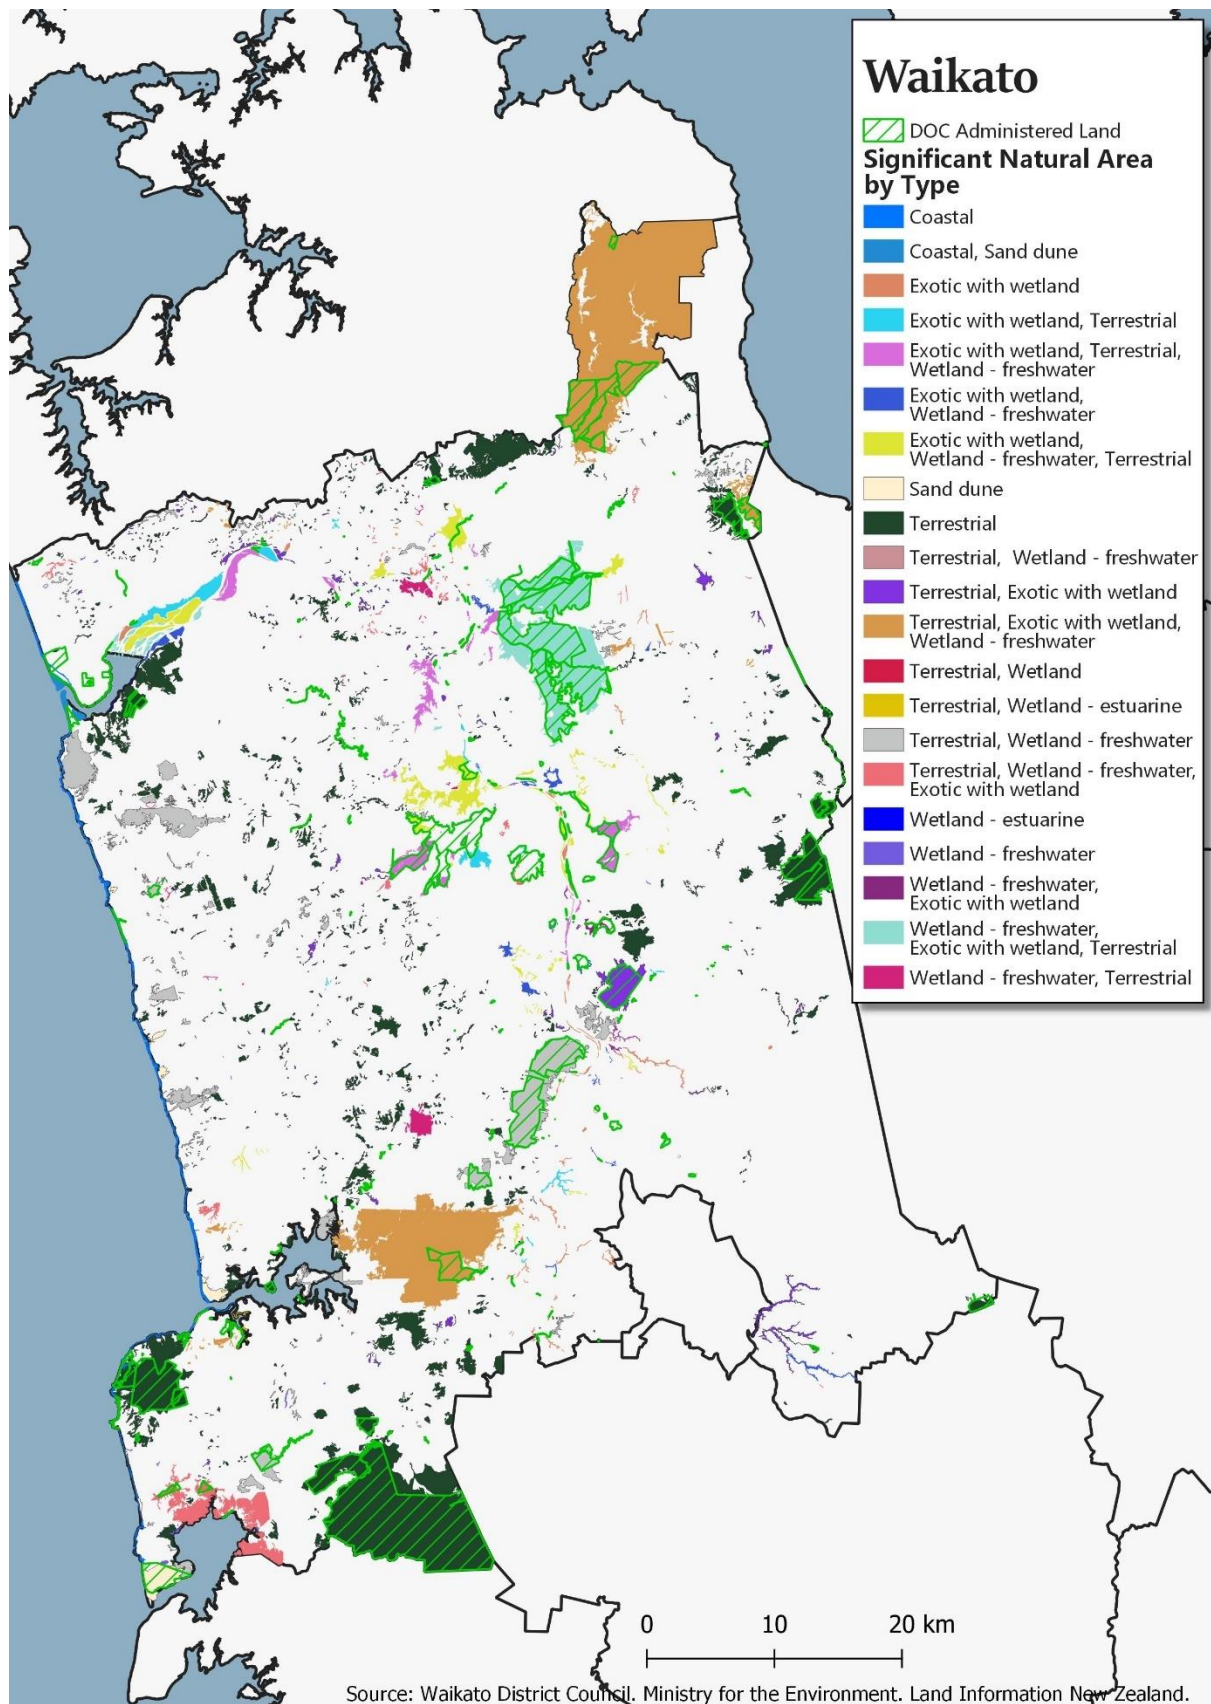 Waikato
DOC Administered Land
Significant Natural Area
by Type
Coastal
Coastal, Sand dune
Exotic with wetland
Exotic with wetland, Terrestrial
Exotic with wetland, Terrestrial,
Wetland - freshwater
Exotic with wetland,
Wetland - freshwater
Exotic with wetland,
Wetland - freshwater, Terrestrial
Sand dune
Terrestrial
Terrestrial,  Wetland - freshwater
Terrestrial, Exotic with wetland
Terrestrial, Exotic with wetland,
Wetland - freshwater
Terrestrial, Wetland
Terrestrial, Wetland - estuarine
Terrestrial, Wetland - freshwater
Terrestrial, Wetland - freshwater,
Exotic with wetland
Wetland - estuarine
Wetland - freshwater
Wetland - freshwater,
Exotic with wetland
Wetland - freshwater,
Exotic with wetland, Terrestrial
Wetland - freshwater, Terrestrial
0 10 20 km
Source: Waikato District Council. Ministry for the Environment. Land Information New Zealand.